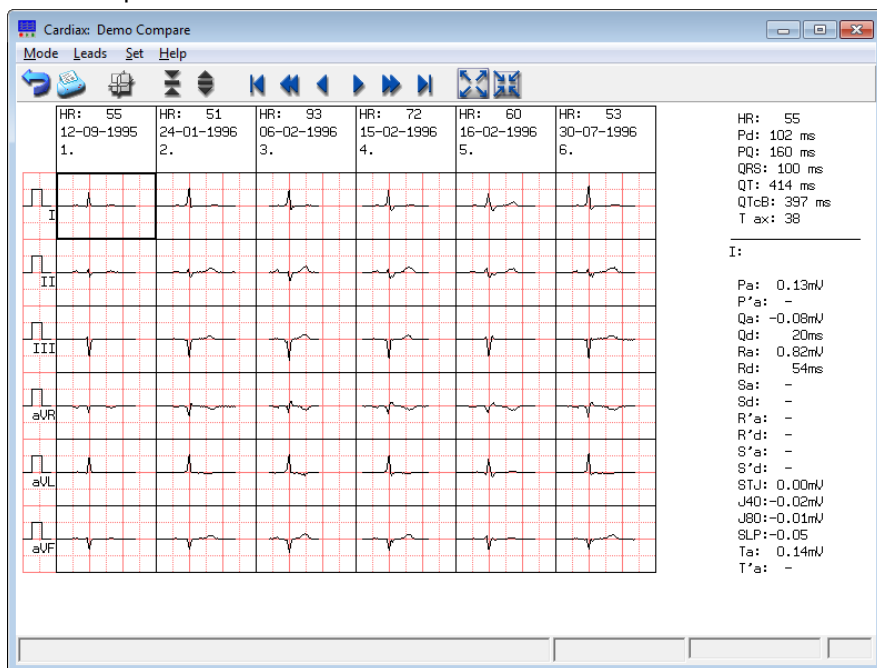 Cardiax: Demo Compare
Mode Leads Set Help
HR: 55 HR: 51 HR: 93 HR: 72 HR: 60 HR: 53
12-09-1995 24-01-1996 06-02-1996 15-02-1996 16-02-1996 30-07-1996
1. 2. 3. 4. 5. 6.
I
II
III
aVR
aVL
aVF
HR: 55
Pd: 102 ms
PQ: 160 ms
QRS: 100 ms
QT: 414 ms
QTcB: 397 ms
T ax: 38
I:
Pa: 0.13mV
P'a: -
Qa: -0.08mV
Qd: 20ms
Ra: 0.82mV
Rd: 54ms
Sa: -
Sd: -
R'a: -
R'd: -
S'a: -
S'd: -
STJ: 0.00mV
J40:-0.02mV
J80:-0.01mV
SLP:-0.05
Ta: 0.14mV
T'a: -